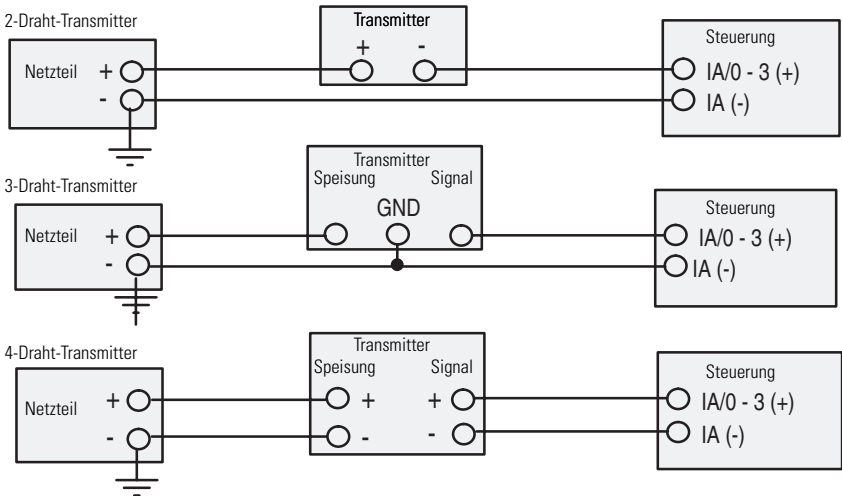 2-Draht-Transmitter
Transmitter
+ -
Netzteil +
-
Steuerung
IA/0 - 3 (+)
IA (-)
3-Draht-Transmitter
Transmitter
Speisung Signal
GND
Netzteil +
-
Steuerung
IA/0 - 3 (+)
IA (-)
4-Draht-Transmitter
Transmitter
Speisung Signal
+ +
- -
Netzteil +
-
Steuerung
IA/0 - 3 (+)
IA (-)